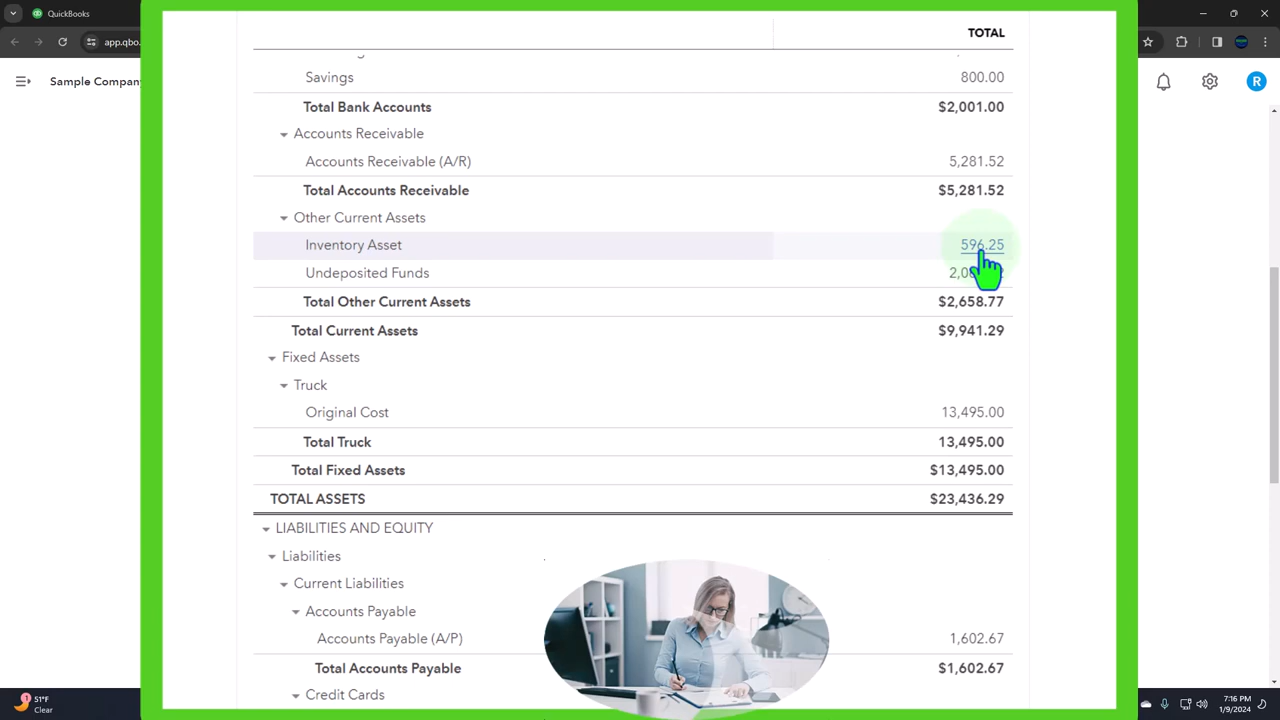 QuickBooks
app.qbo
Sample Company
R
TOTAL
Savings 800.00
Total Bank Accounts $2,001.00
Accounts Receivable
Accounts Receivable (A/R) 5,281.52
Total Accounts Receivable $5,281.52
Other Current Assets
Inventory Asset 596.25
Undeposited Funds
Total Other Current Assets $2,658.77
Total Current Assets $9,941.29
Fixed Assets
Truck
Original Cost 13,495.00
Total Truck 13,495.00
Total Fixed Assets $13,495.00
TOTAL ASSETS $23,436.29
LIABILITIES AND EQUITY
Liabilities
Current Liabilities
Accounts Payable
Accounts Payable (A/P) 1,602.67
Total Accounts Payable $1,602.67
Credit Cards
1
51°F
Clear
7:16 PM
1/9/2024